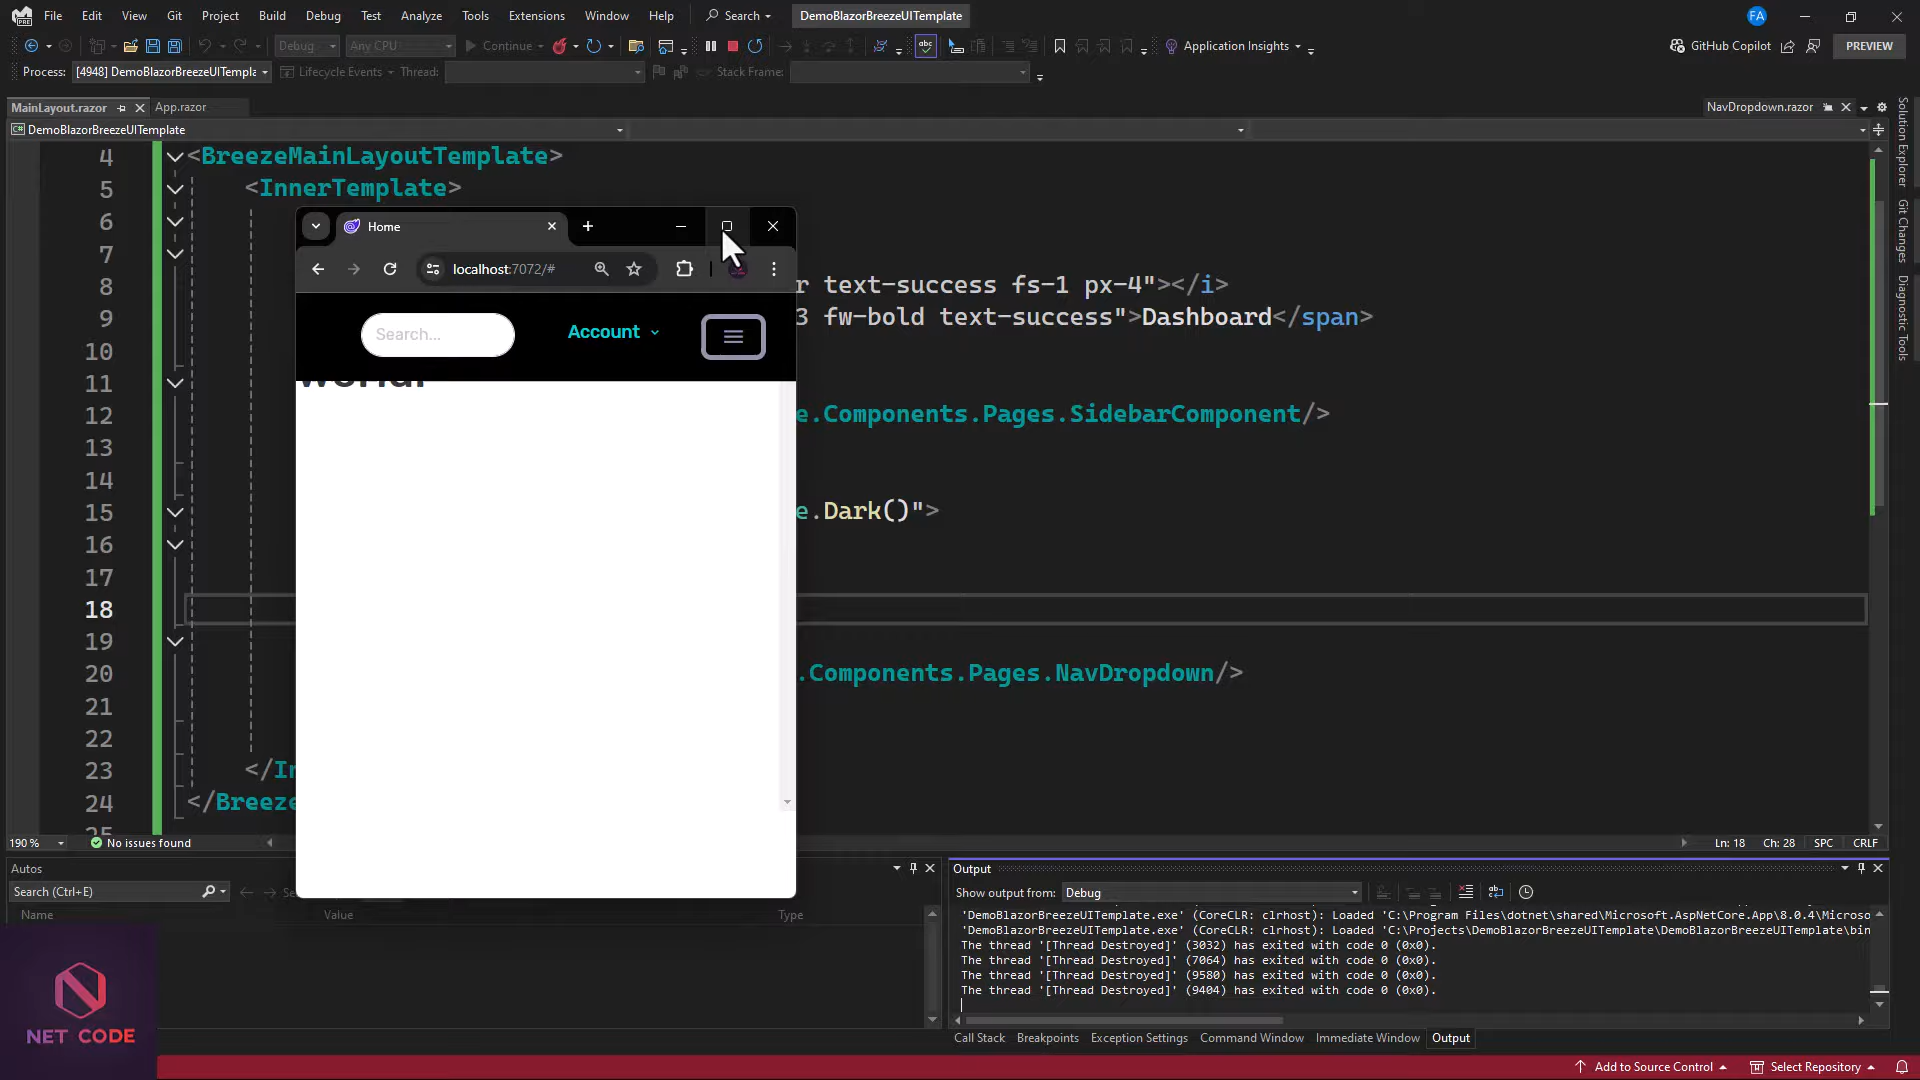 File Edit View Git Project Build Debug Test Analyze Tools Extensions Window Help Search DemoBlazorBreezeUITemplate FA
Debug Any CPU Continue Application Insights GitHub Copilot PREVIEW
Process: [4948] DemoBlazorBreezeUITempla Lifecycle Events Thread: Stack Frame:
MainLayout.razor App.razor NavDropdown.razor
DemoBlazorBreezeUITemplate
4 <BreezeMainLayoutTemplate>
5 <InnerTemplate>
6
7
8 r text-success fs-1 px-4"></i>
9 3 fw-bold text-success">Dashboard</span>
10
11
12 e.Components.Pages.SidebarComponent/>
13
14
15 e.Dark()">
16
17
18
19
20 .Components.Pages.NavDropdown/>
21
22
23 </In
24 </Breeze
25
Home
localhost:7072/#
Search... Account
world!
190 % No issues found Ln: 18 Ch: 28 SPC CRLF
Autos
Search (Ctrl+E)
Name Value Type
Output
Show output from: Debug
'DemoBlazorBreezeUITemplate.exe' (CoreCLR: clrhost): Loaded 'C:\Program Files\dotnet\shared\Microsoft.AspNetCore.App\8.0.4\Microso
'DemoBlazorBreezeUITemplate.exe' (CoreCLR: clrhost): Loaded 'C:\Projects\DemoBlazorBreezeUITemplate\DemoBlazorBreezeUITemplate\bin
The thread '[Thread Destroyed]' (3032) has exited with code 0 (0x0).
The thread '[Thread Destroyed]' (7064) has exited with code 0 (0x0).
The thread '[Thread Destroyed]' (9580) has exited with code 0 (0x0).
The thread '[Thread Destroyed]' (9404) has exited with code 0 (0x0).
Call Stack Breakpoints Exception Settings Command Window Immediate Window Output
Add to Source Control Select Repository
Solution Explorer
Git Changes
Diagnostic Tools
NET CODE